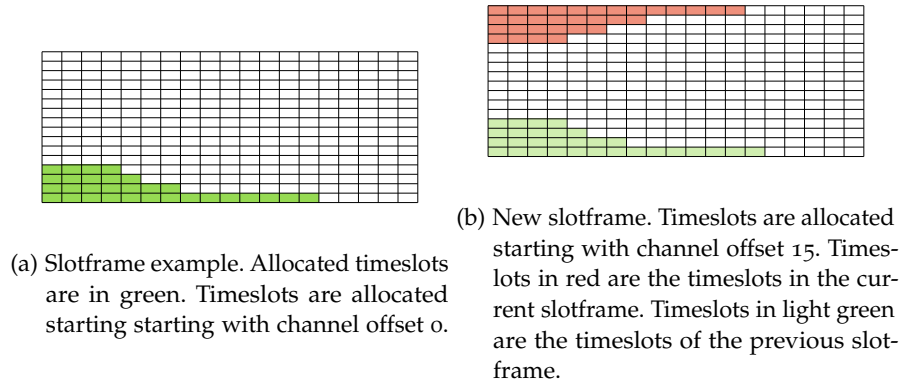 (a) Slotframe example. Allocated timeslots
are in green. Timeslots are allocated
starting starting with channel offset 0.
(b) New slotframe. Timeslots are allocated
starting with channel offset 15. Times-
lots in red are the timeslots in the cur-
rent slotframe. Timeslots in light green
are the timeslots of the previous slot-
frame.